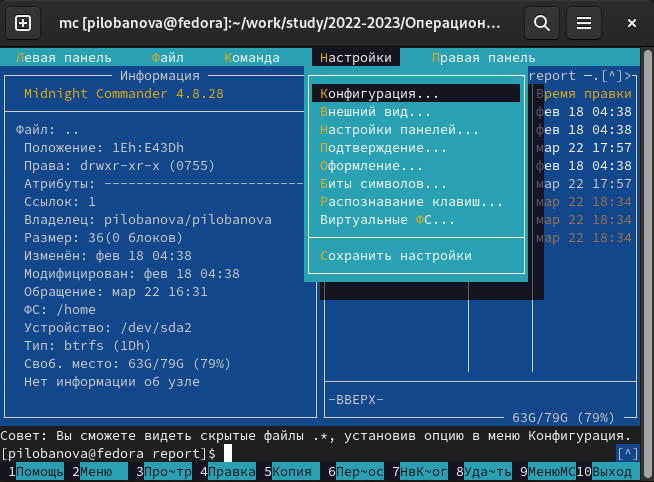 mc [pilobanova@fedora]:~/work/study/2022-2023/Операцион...
Левая панель Файл Команда Настройки Правая панель
Информация
Midnight Commander 4.8.28
Файл: ..
Положение: 1Eh:E43Dh
Права: drwxr-xr-x (0755)
Атрибуты: -------------------------
Ссылок: 1
Владелец: pilobanova/pilobanova
Размер: 36(0 блоков)
Изменён: фев 18 04:38
Модифицирован: фев 18 04:38
Обращение: мар 22 16:31
ФС: /home
Устройство: /dev/sda2
Тип: btrfs (1Dh)
Своб. место: 63G/79G (79%)
Нет информации об узле
Конфигурация...
Внешний вид...
Настройки панелей...
Подтверждение...
Оформление...
Биты символов...
Распознавание клавиш...
Виртуальные ФС...
Сохранить настройки
report —.[^]>
Время правки
фев 18 04:38
фев 18 04:38
мар 22 17:57
фев 18 04:38
мар 22 17:57
мар 22 18:34
мар 22 18:34
мар 22 18:34
-ВВЕРХ-
63G/79G (79%)
Совет: Вы сможете видеть скрытые файлы .*, установив опцию в меню Конфигурация.
[pilobanova@fedora report]$ [^]
1Помощь 2Меню 3Про~тр 4Правка 5Копия 6Пер~ос 7НвК~ог 8Уда~ть 9МенюMC 10Выход